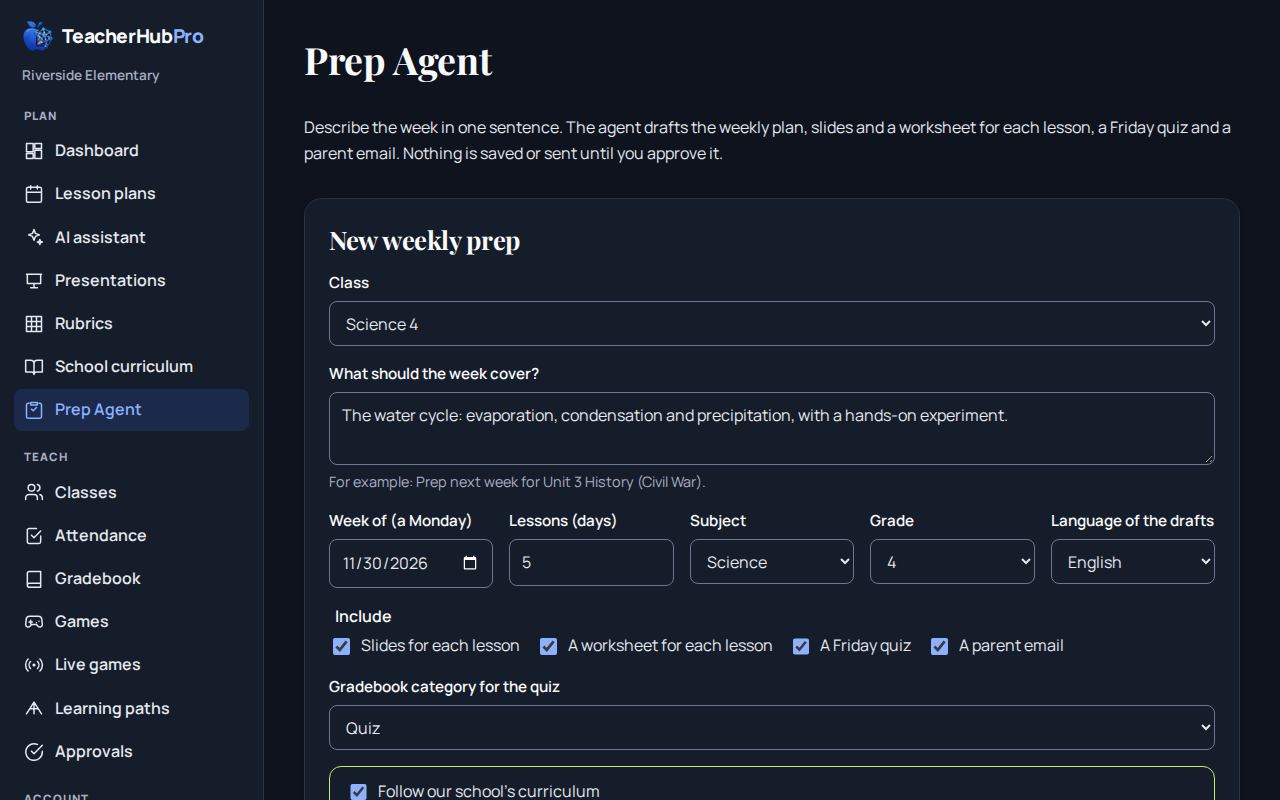 TeacherHubPro
Riverside Elementary
PLAN
Dashboard
Lesson plans
AI assistant
Presentations
Rubrics
School curriculum
Prep Agent
TEACH
Classes
Attendance
Gradebook
Games
Live games
Learning paths
Approvals
ACCOUNT
Prep Agent
Describe the week in one sentence. The agent drafts the weekly plan, slides and a worksheet for each lesson, a Friday quiz and a
parent email. Nothing is saved or sent until you approve it.
New weekly prep
Class
Science 4
What should the week cover?
The water cycle: evaporation, condensation and precipitation, with a hands-on experiment.
For example: Prep next week for Unit 3 History (Civil War).
Week of (a Monday) Lessons (days) Subject Grade Language of the drafts
11/30/2026 5 Science 4 English
Include
Slides for each lesson A worksheet for each lesson A Friday quiz A parent email
Gradebook category for the quiz
Quiz
Follow our school's curriculum